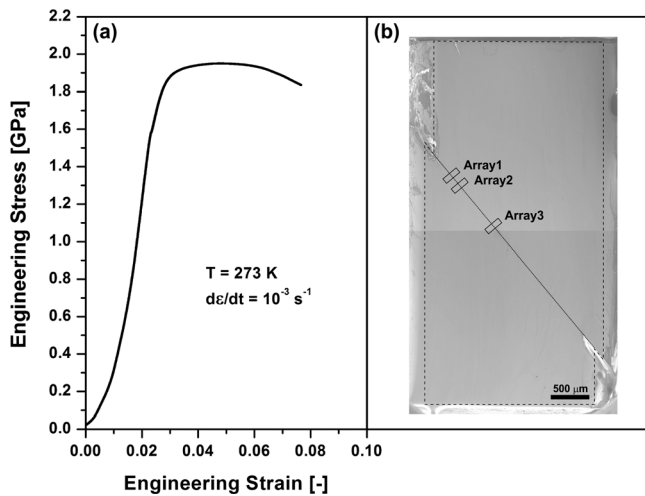 (a)
(b)
2.2
2.0
1.8
1.6
1.4
1.2
1.0
0.8
0.6
0.4
0.2
0.0
Engineering Stress [GPa]
T = 273 K
dε/dt = 10⁻³ s⁻¹
0.00 0.02 0.04 0.06 0.08 0.10
Engineering Strain [-]
Array1
Array2
Array3
500 μm